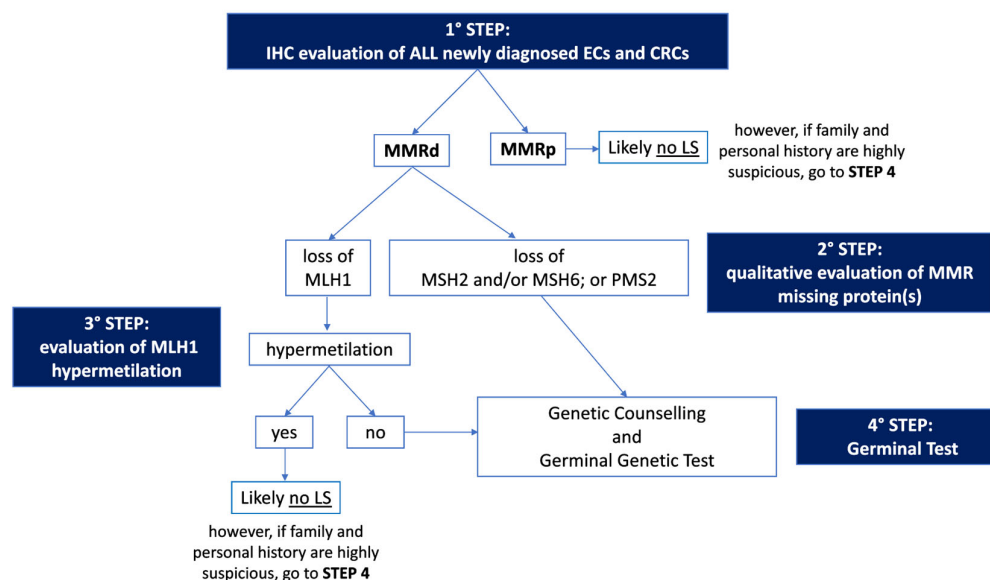 1° STEP:
IHC evaluation of ALL newly diagnosed ECs and CRCs
MMRd
MMRp
Likely no LS
however, if family and
personal history are highly
suspicious, go to STEP 4
loss of
MLH1
loss of
MSH2 and/or MSH6; or PMS2
2° STEP:
qualitative evaluation of MMR
missing protein(s)
3° STEP:
evaluation of MLH1
hypermetilation
hypermetilation
yes
no
Genetic Counselling
and
Germinal Genetic Test
4° STEP:
Germinal Test
Likely no LS
however, if family and
personal history are highly
suspicious, go to STEP 4